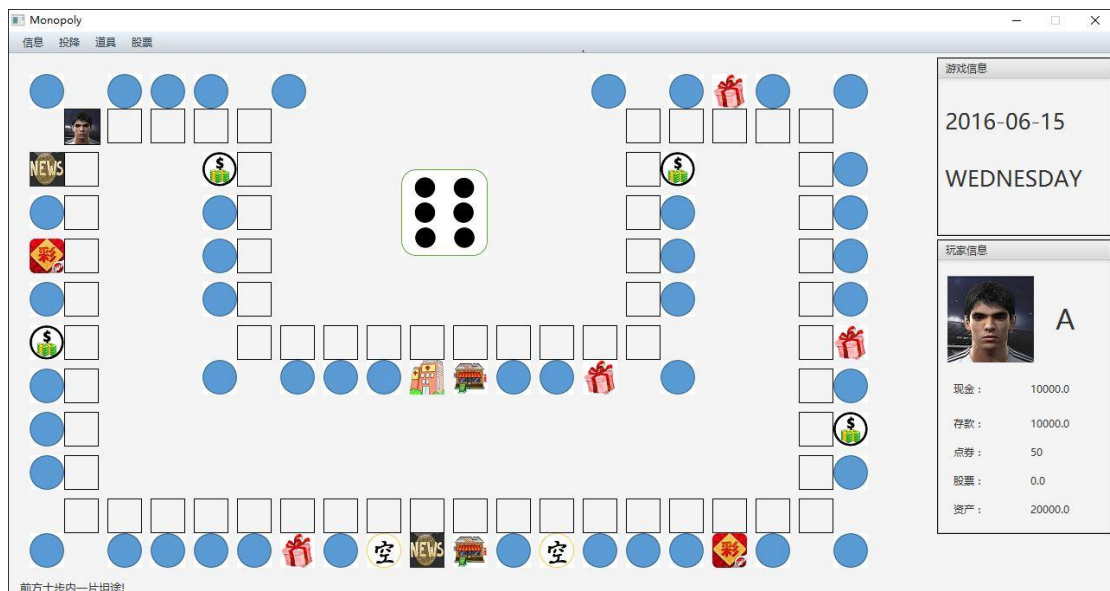 Monopoly
信息 投降 道具 股票
游戏信息
2016-06-15
WEDNESDAY
NEWS
彩
玩家信息
A
现金： 10000.0
存款： 10000.0
点券： 50
股票： 0.0
资产： 20000.0
空
NEWS
空
彩
前方十步内一片坦途!